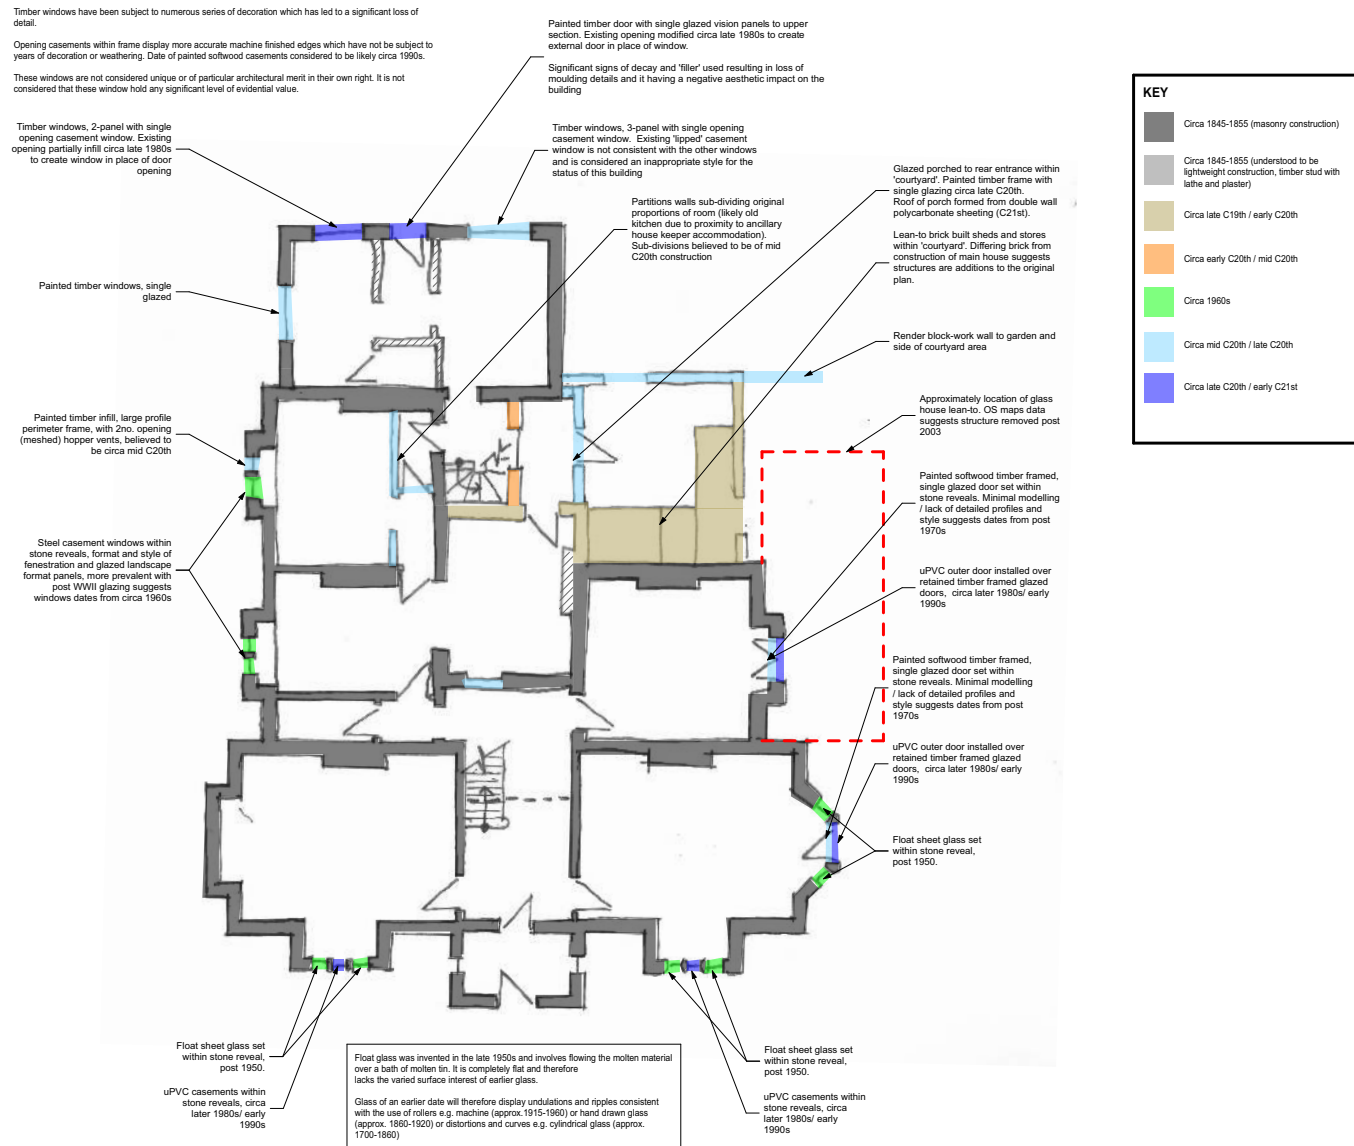 Timber windows have been subject to numerous series of decoration which has led to a significant loss of
detail.
Opening casements within frame display more accurate machine finished edges which have not be subject to
years of decoration or weathering. Date of painted softwood casements considered to be likely circa 1990s.
These windows are not considered unique or of particular architectural merit in their own right. It is not
considered that these window hold any significant level of evidential value.
Painted timber door with single glazed vision panels to upper
section. Existing opening modified circa late 1980s to create
external door in place of window.
Significant signs of decay and 'filler' used resulting in loss of
moulding details and it having a negative aesthetic impact on the
building
Timber windows, 2-panel with single
opening casement window. Existing
opening partially infill circa late 1980s
to create window in place of door
opening
Timber windows, 3-panel with single opening
casement window.  Existing 'lipped' casement
window is not consistent with the other windows
and is considered an inappropriate style for the
status of this building
Partitions walls sub-dividing original
proportions of room (likely old
kitchen due to proximity to ancillary
house keeper accommodation).
Sub-divisions believed to be of mid
C20th construction
Glazed porched to rear entrance within
'courtyard'. Painted timber frame with
single glazing circa late C20th.
Roof of porch formed from double wall
polycarbonate sheeting (C21st).
Lean-to brick built sheds and stores
within 'courtyard'. Differing brick from
construction of main house suggests
structures are additions to the original
plan.
Painted timber windows, single
glazed
Render block-work wall to garden and
side of courtyard area
Approximately location of glass
house lean-to. OS maps data
suggests structure removed post
2003
Painted timber infill, large profile
perimeter frame, with 2no. opening
(meshed) hopper vents, believed to
be circa mid C20th
Painted softwood timber framed,
single glazed door set within
stone reveals. Minimal modelling
/ lack of detailed profiles and
style suggests dates from post
1970s
Steel casement windows within
stone reveals, format and style of
fenestration and glazed landscape
format panels, more prevalent with
post WWII glazing suggests
windows dates from circa 1960s
uPVC outer door installed over
retained timber framed glazed
doors,  circa later 1980s/ early
1990s
Painted softwood timber framed,
single glazed door set within
stone reveals. Minimal modelling
/ lack of detailed profiles and
style suggests dates from post
1970s
uPVC outer door installed over
retained timber framed glazed
doors,  circa later 1980s/ early
1990s
Float sheet glass set
within stone reveal,
post 1950.
Float sheet glass set
within stone reveal,
post 1950.
uPVC casements within
stone reveals, circa
later 1980s/ early
1990s
Float glass was invented in the late 1950s and involves flowing the molten material
over a bath of molten tin. It is completely flat and therefore
lacks the varied surface interest of earlier glass.
Glass of an earlier date will therefore display undulations and ripples consistent
with the use of rollers e.g. machine (approx.1915-1960) or hand drawn glass
(approx. 1860-1920) or distortions and curves e.g. cylindrical glass (approx.
1700-1860)
Float sheet glass set
within stone reveal,
post 1950.
uPVC casements within
stone reveals, circa
later 1980s/ early
1990s
KEY
Circa 1845-1855 (masonry construction)
Circa 1845-1855 (understood to be
lightweight construction, timber stud with
lathe and plaster)
Circa late C19th / early C20th
Circa early C20th / mid C20th
Circa 1960s
Circa mid C20th / late C20th
Circa late C20th / early C21st